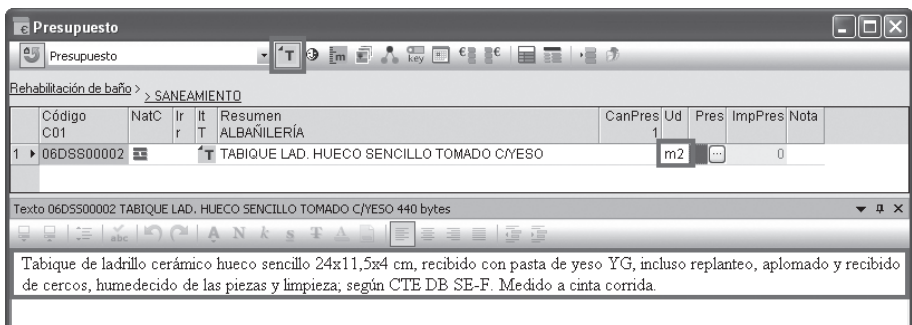 Presupuesto
Presupuesto
Rehabilitación de baño > > SANEAMIENTO
Código NatC Ir It Resumen CanPres Ud Pres ImpPres Nota
C01 r T ALBAÑILERÍA 1
1 06DSS00002 T TABIQUE LAD. HUECO SENCILLO TOMADO C/YESO m2 ... 0
Texto 06DSS00002 TABIQUE LAD. HUECO SENCILLO TOMADO C/YESO 440 bytes
abc A N k s T A
Tabique de ladrillo cerámico hueco sencillo 24x11,5x4 cm, recibido con pasta de yeso YG, incluso replanteo, aplomado y recibido
de cercos, humedecido de las piezas y limpieza; según CTE DB SE-F. Medido a cinta corrida.